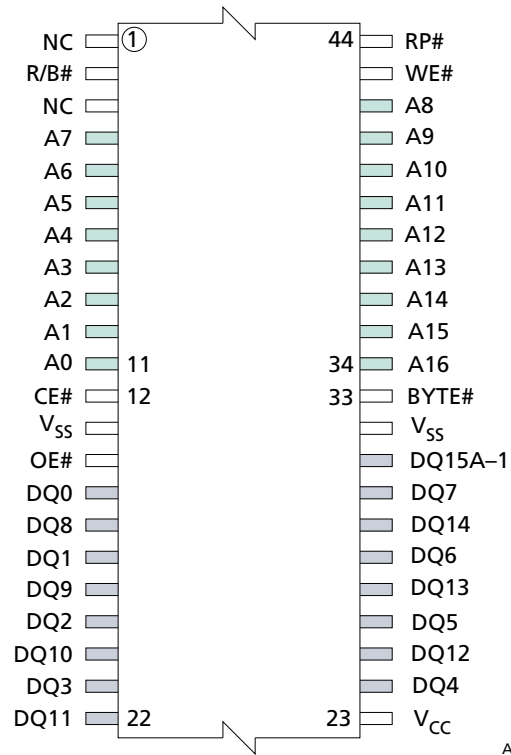 NC ① 44 RP#
R/B# WE#
NC A8
A7 A9
A6 A10
A5 A11
A4 A12
A3 A13
A2 A14
A1 A15
A0 11 34 A16
CE# 12 33 BYTE#
VSS VSS
OE# DQ15A–1
DQ0 DQ7
DQ8 DQ14
DQ1 DQ6
DQ9 DQ13
DQ2 DQ5
DQ10 DQ12
DQ3 DQ4
DQ11 22 23 VCC
A